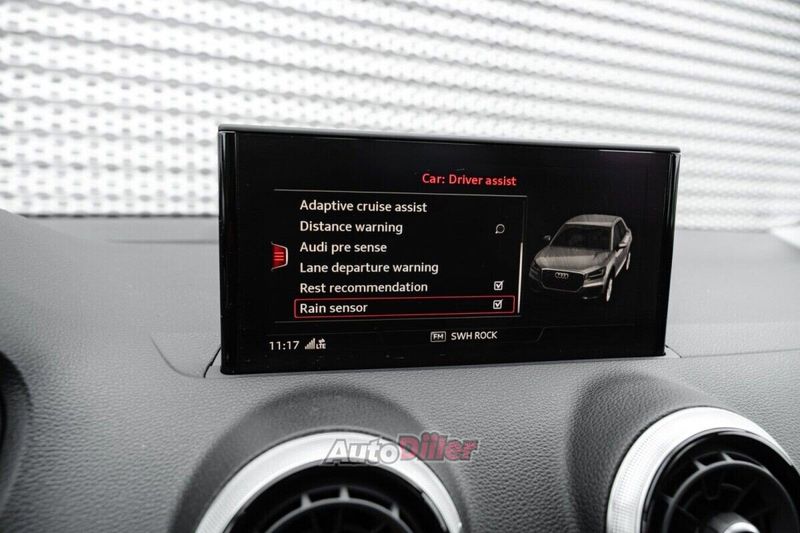 Car: Driver assist
Adaptive cruise assist
Distance warning
Audi pre sense
Lane departure warning
Rest recommendation
Rain sensor
FM SWH ROCK
11:17 LTE
AutoDiller